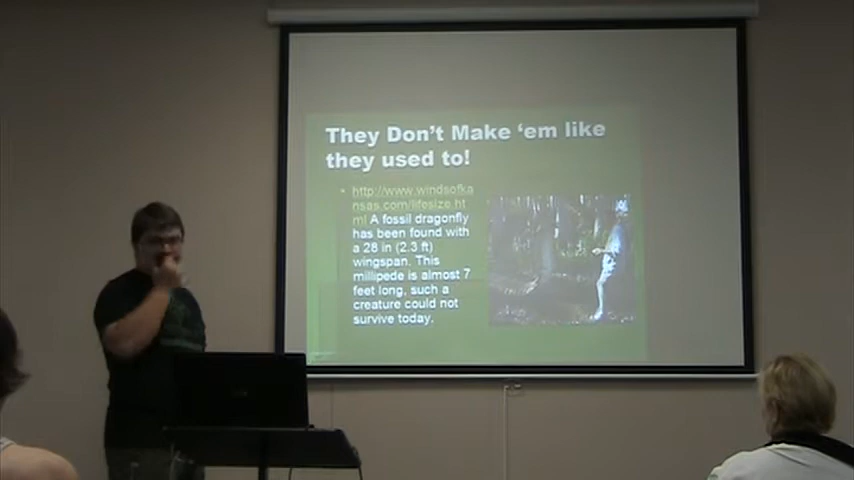 They Don't Make 'em like
they used to!
• http://www.windsofka
nsas.com/lifesize.ht
ml A fossil dragonfly
has been found with
a 28 in (2.3 ft)
wingspan. This
millipede is almost 7
feet long, such a
creature could not
survive today.